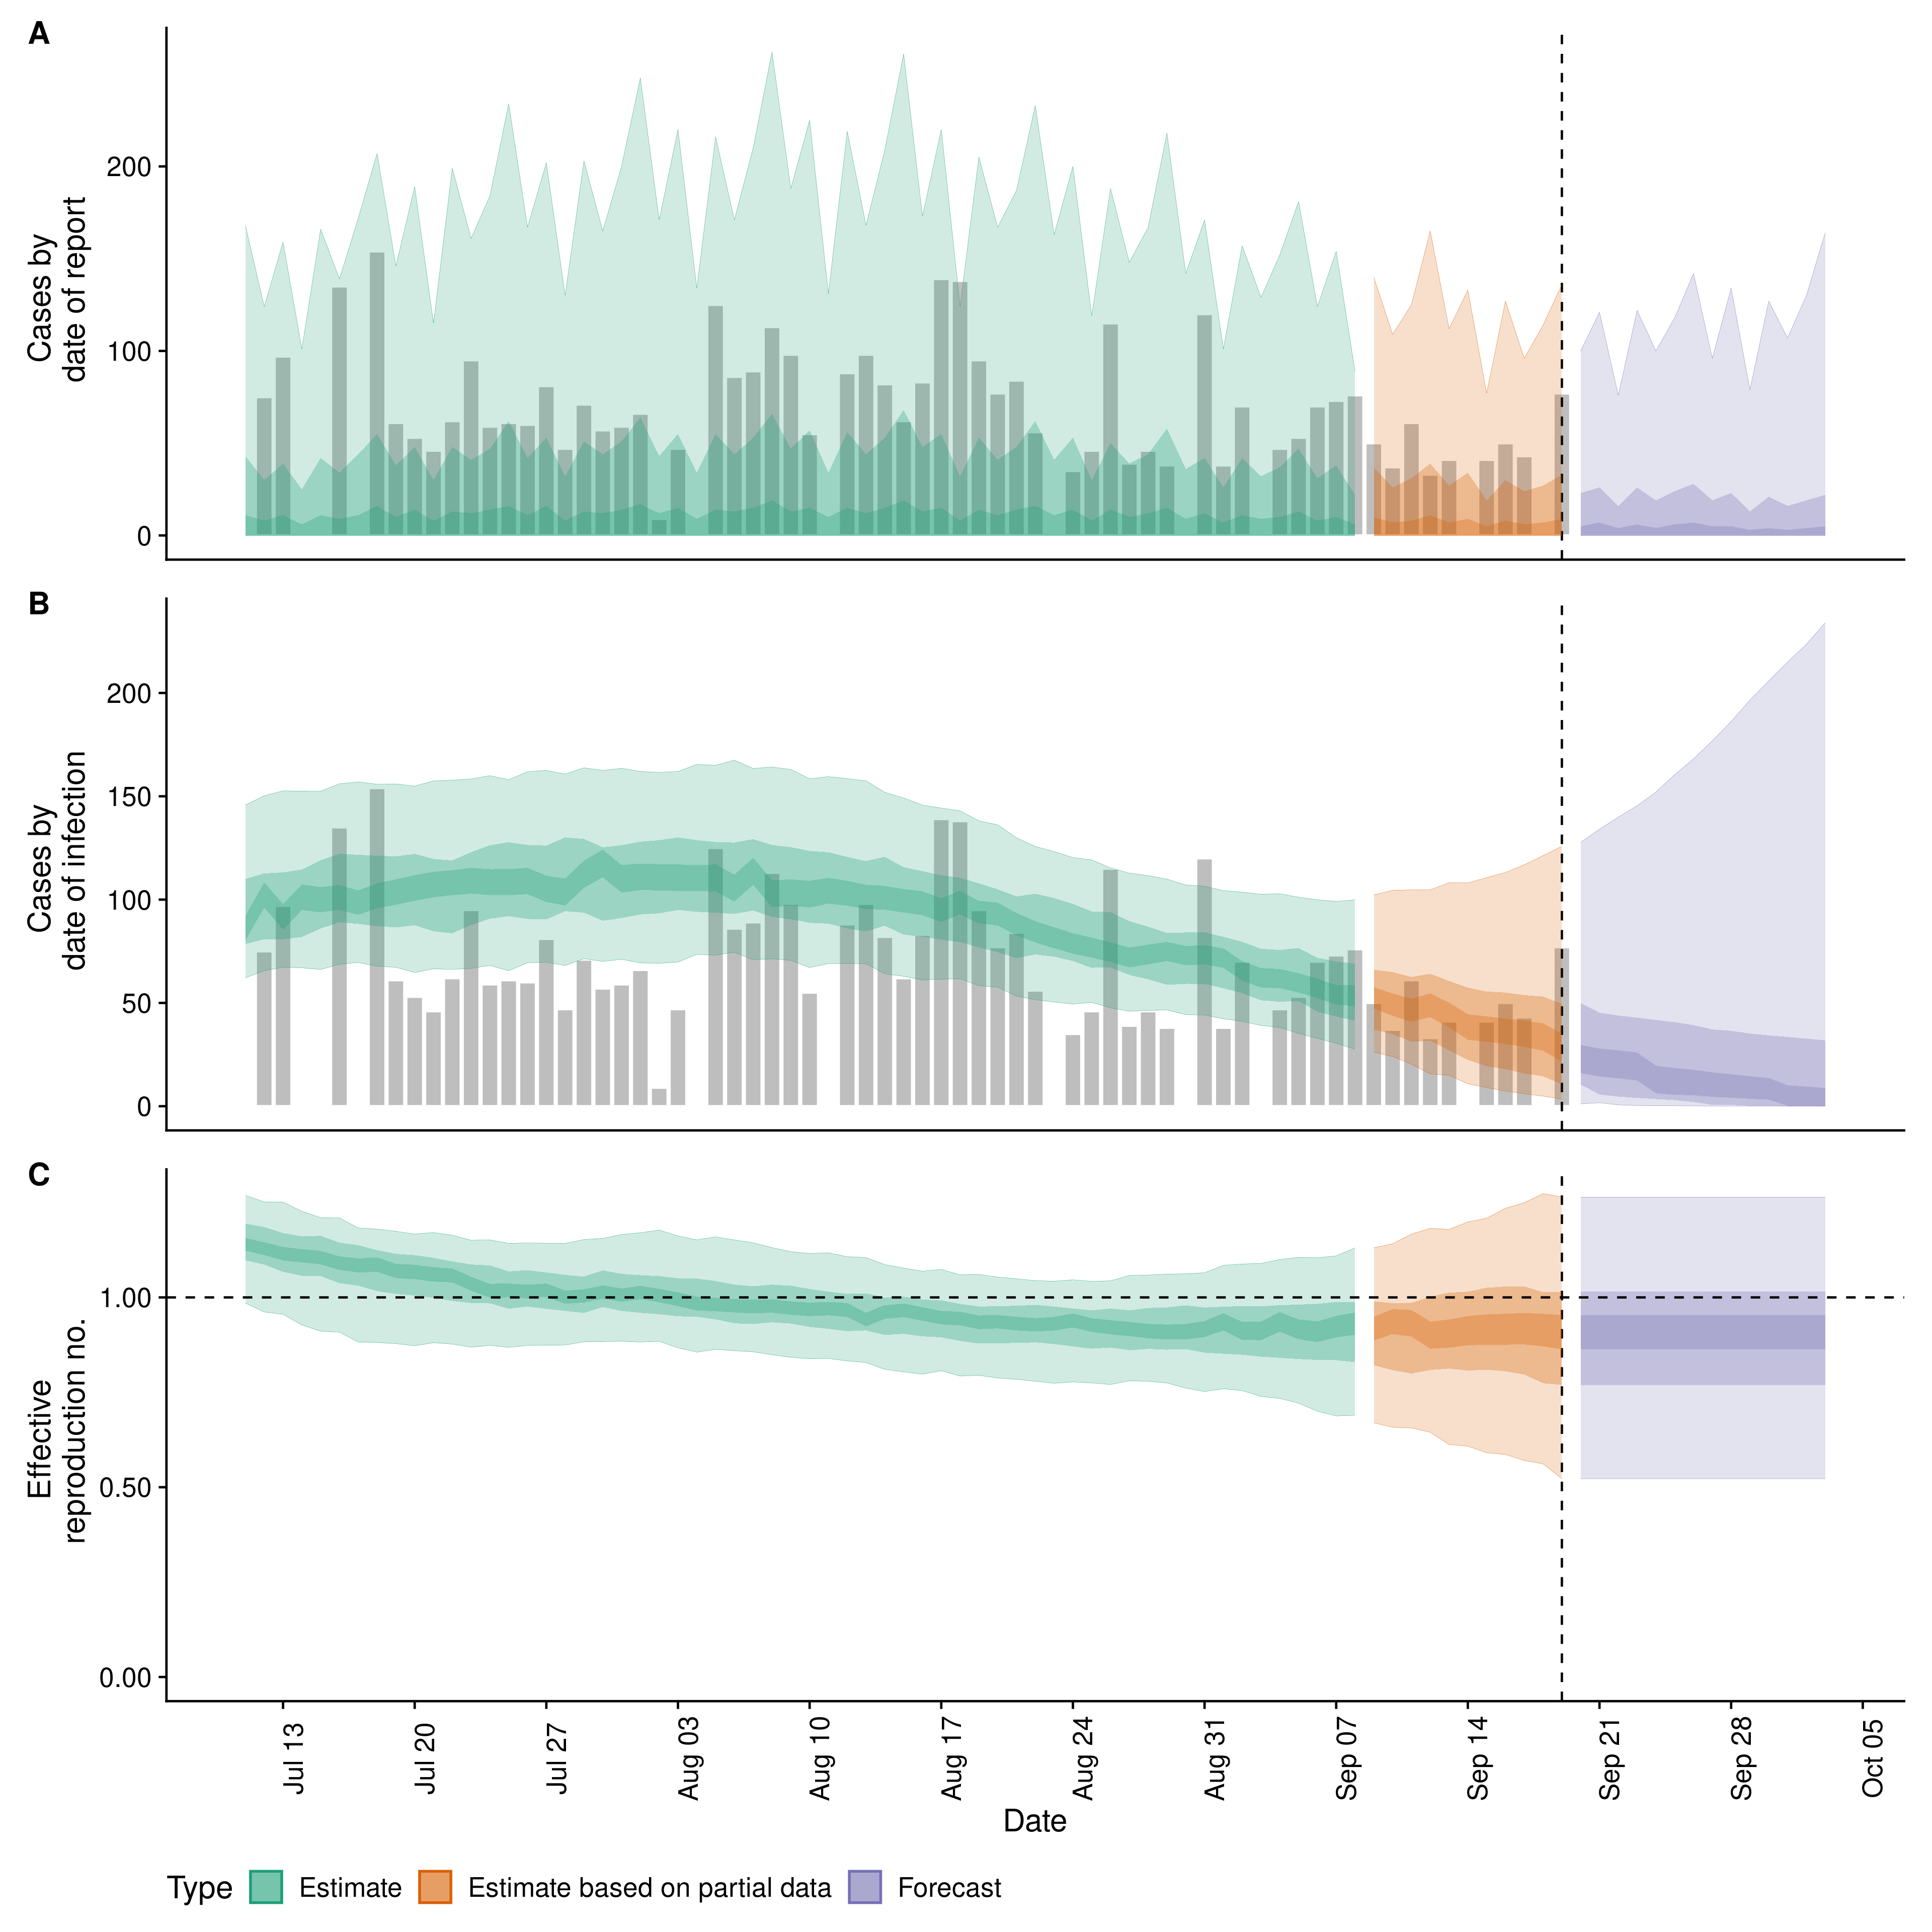 A
Cases by
date of report
200
100
0
B
Cases by
date of infection
200
150
100
50
0
C
Effective
reproduction no.
1.00
0.50
0.00
Jul 13
Jul 20
Jul 27
Aug 03
Aug 10
Aug 17
Aug 24
Aug 31
Sep 07
Sep 14
Sep 21
Sep 28
Oct 05
Date
Type Estimate Estimate based on partial data Forecast